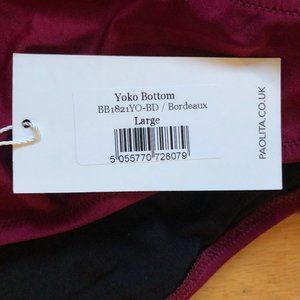 Yoko Bottom
BB1821YO-BD / Bordeaux
Large
5 055770 728079
PAOLITA.CO.UK